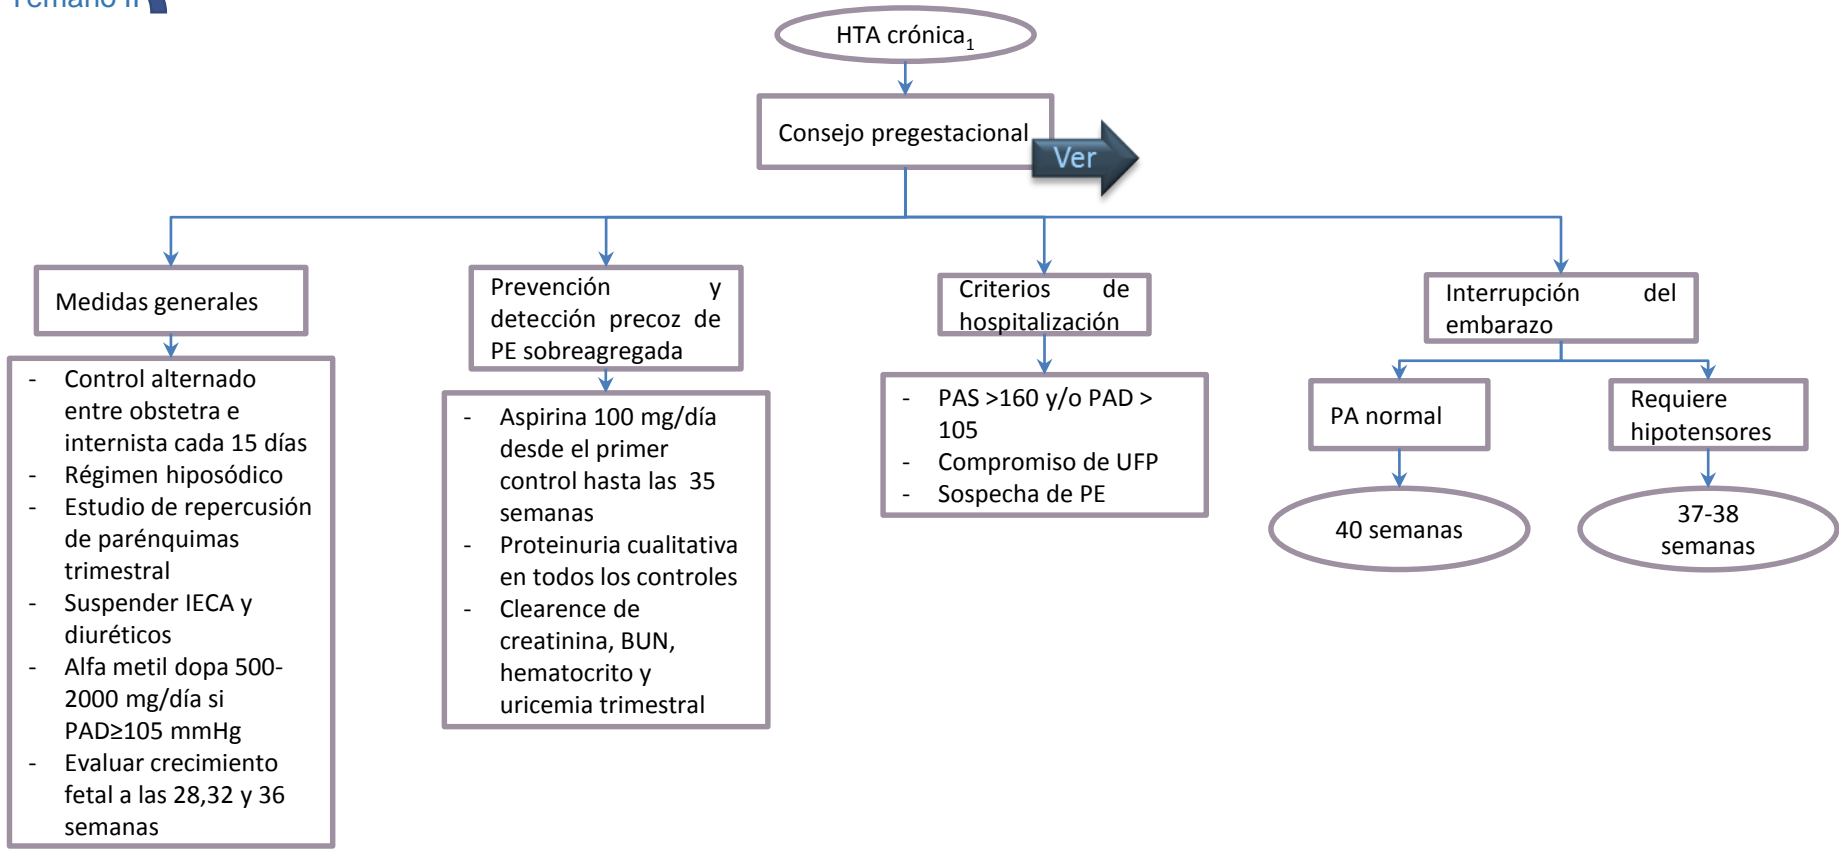 Temario II
HTA crónica1
Consejo pregestacional
Ver
Medidas generales
- Control alternado
entre obstetra e
internista cada 15 días
- Régimen hiposódico
- Estudio de repercusión
de parénquimas
trimestral
- Suspender IECA y
diuréticos
- Alfa metil dopa 500-
2000 mg/día si
PAD≥105 mmHg
- Evaluar crecimiento
fetal a las 28,32 y 36
semanas
Prevención y
detección precoz de
PE sobreagregada
- Aspirina 100 mg/día
desde el primer
control hasta las 35
semanas
- Proteinuria cualitativa
en todos los controles
- Clearence de
creatinina, BUN,
hematocrito y
uricemia trimestral
Criterios de
hospitalización
- PAS >160 y/o PAD >
105
- Compromiso de UFP
- Sospecha de PE
Interrupción del
embarazo
PA normal
40 semanas
Requiere
hipotensores
37-38
semanas